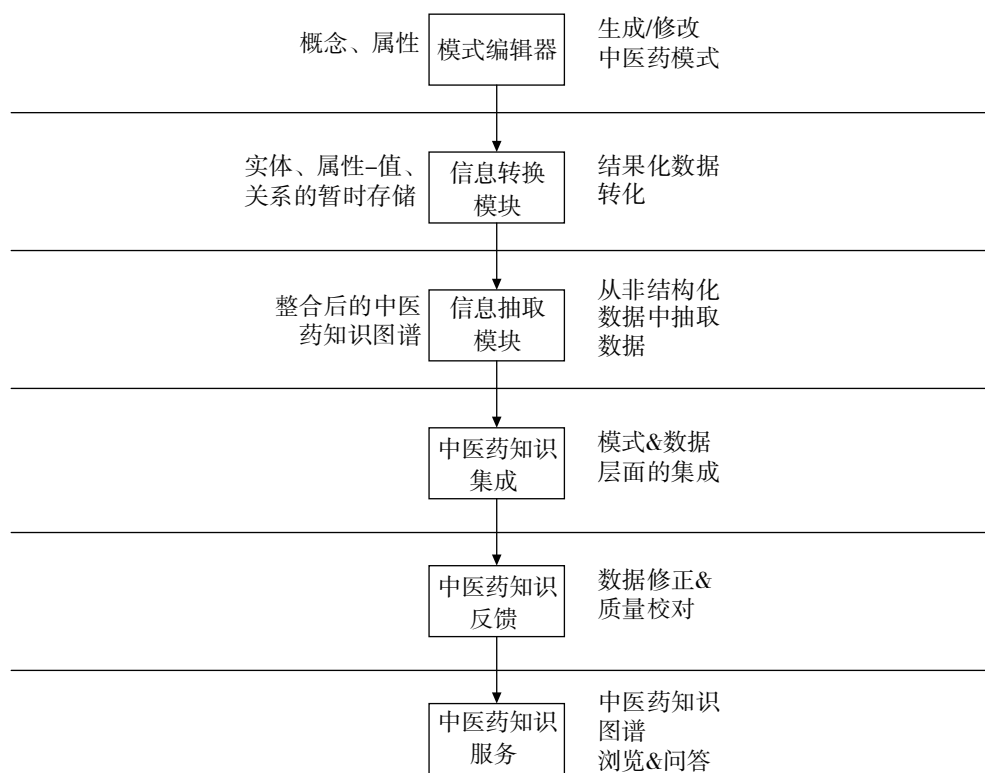 概念、属性
模式编辑器
生成/修改
中医药模式
实体、属性–值、
关系的暂时存储
信息转换
模块
结果化数据
转化
整合后的中医
药知识图谱
信息抽取
模块
从非结构化
数据中抽取
数据
中医药知识
集成
模式&数据
层面的集成
中医药知识
反馈
数据修正&
质量校对
中医药知识
服务
中医药知识
图谱
浏览&问答